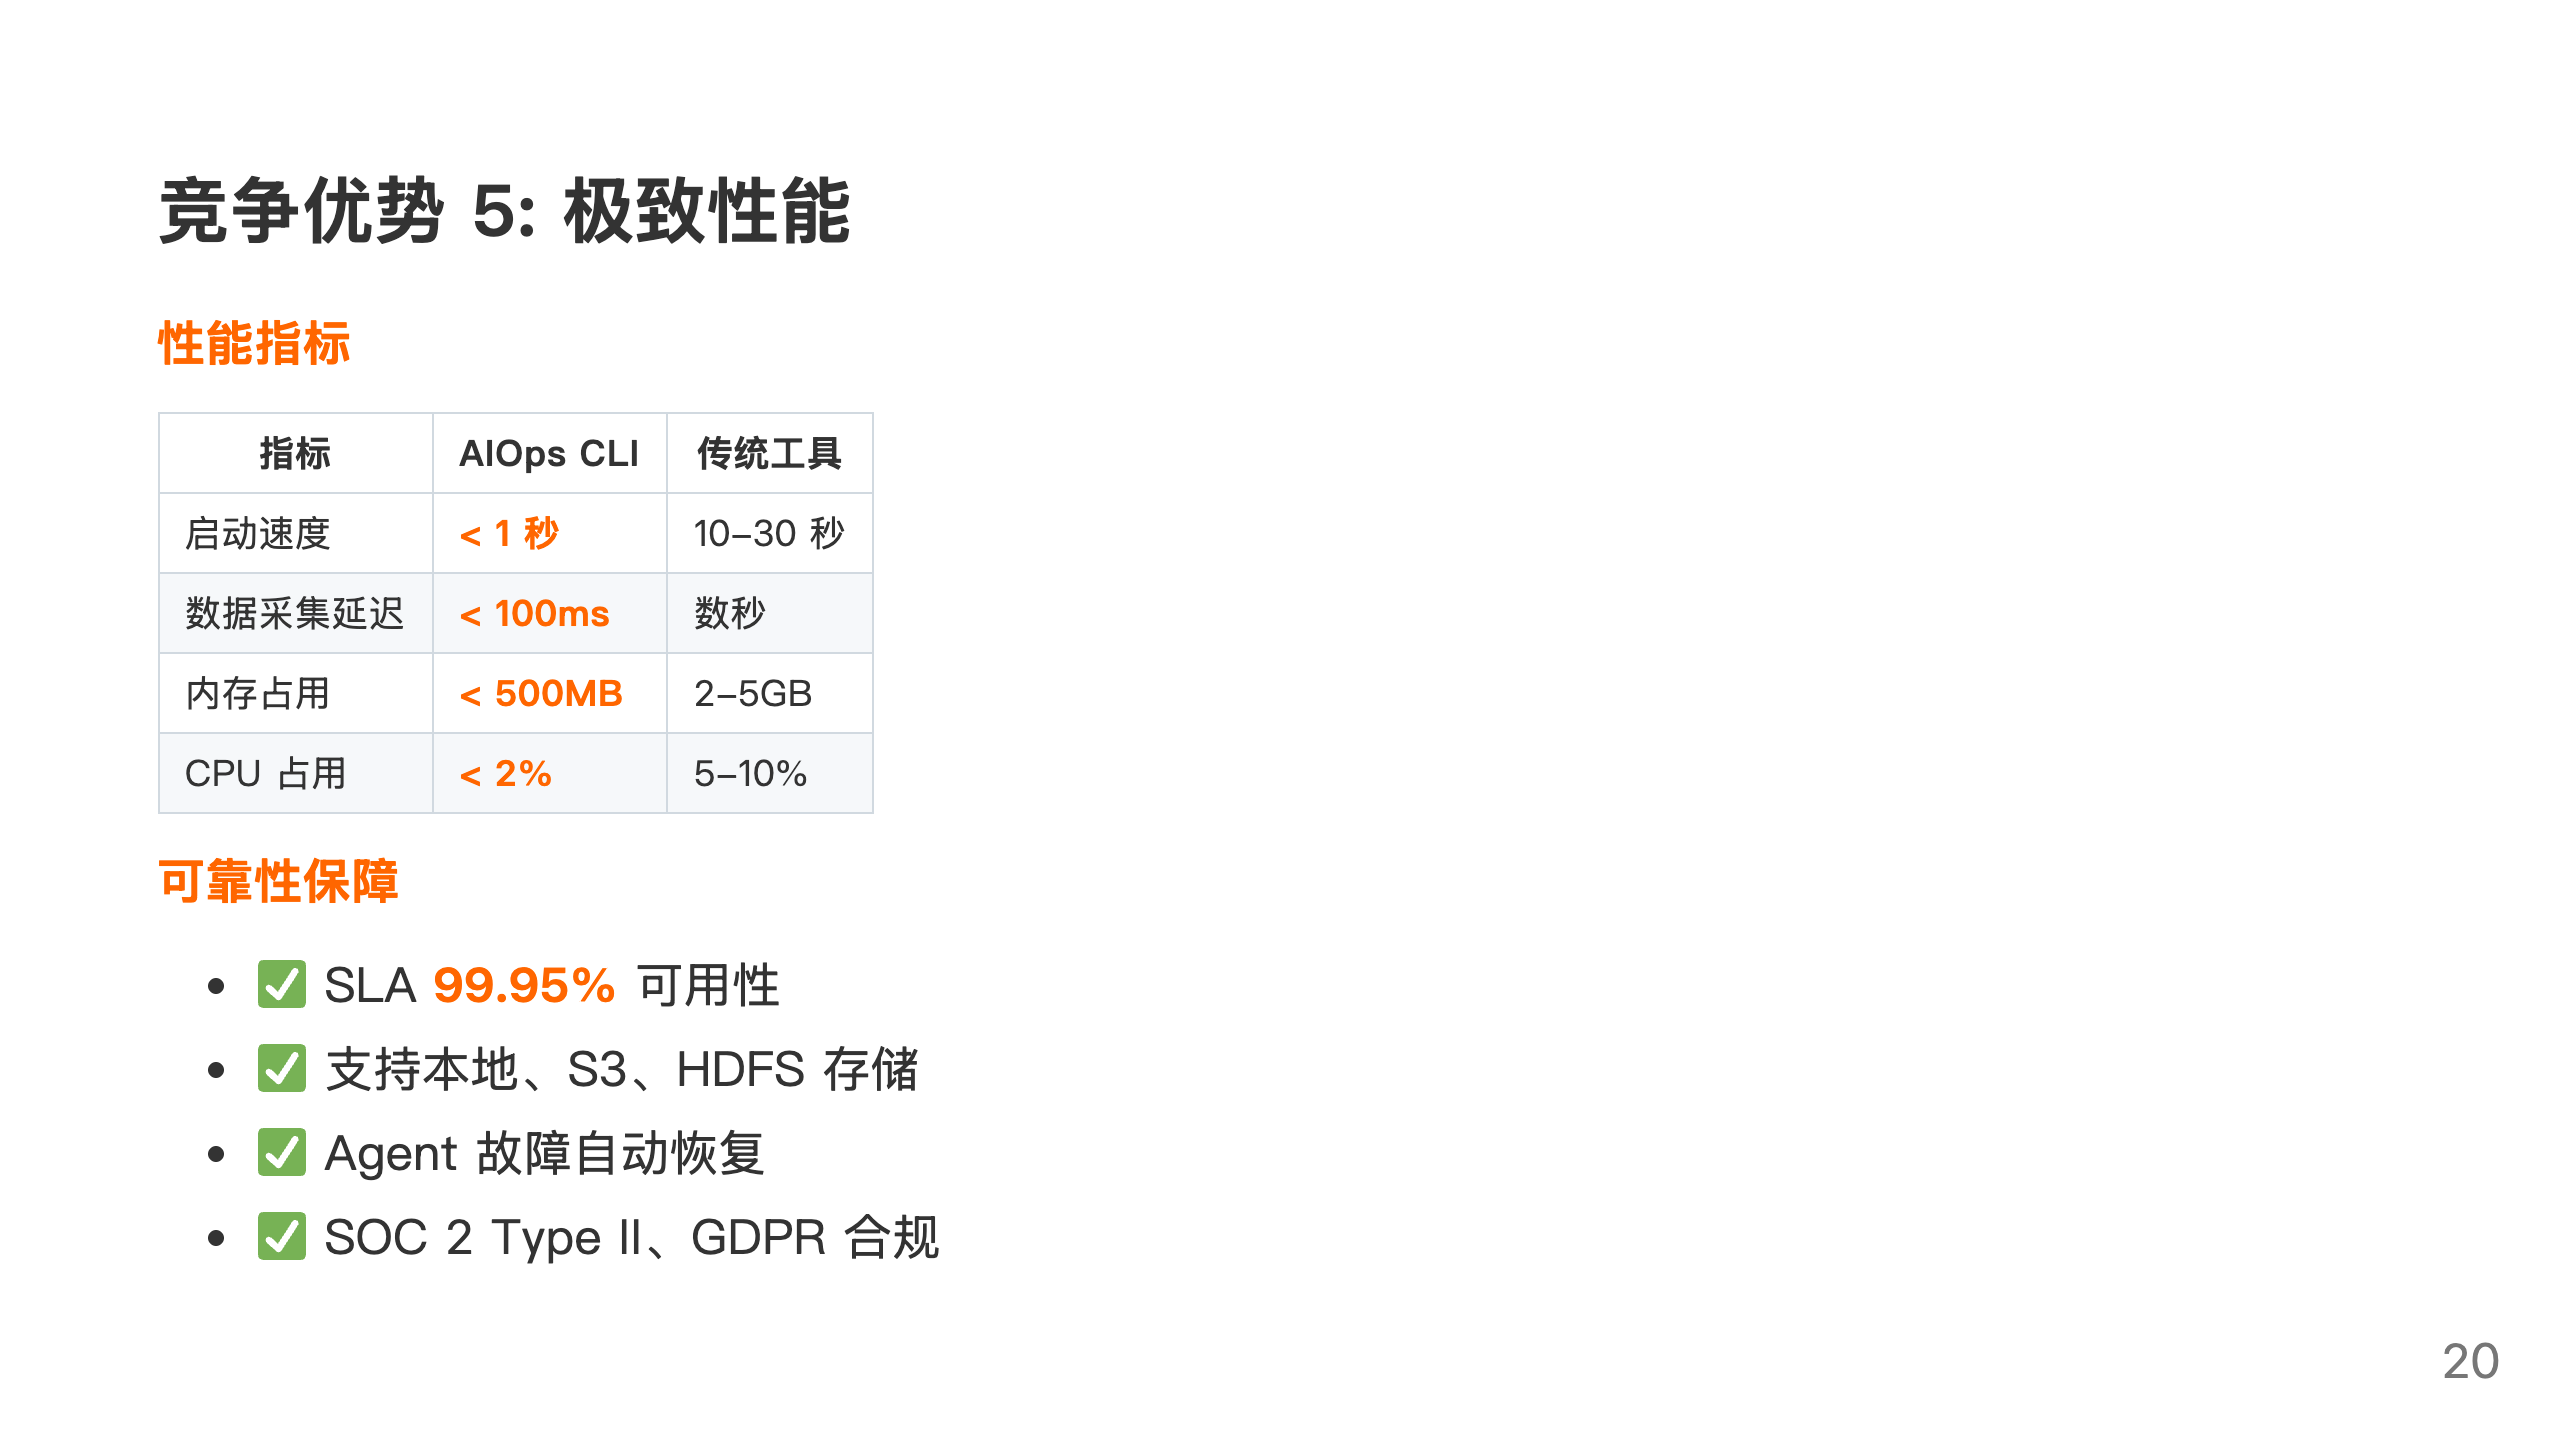 竞争优势 5: 极致性能
性能指标
指标 AIOps CLI 传统工具
启动速度 < 1 秒 10–30 秒
数据采集延迟 < 100ms 数秒
内存占用 < 500MB 2–5GB
CPU 占用 < 2% 5–10%
可靠性保障
• ✅ SLA 99.95% 可用性
• ✅ 支持本地、S3、HDFS 存储
• ✅ Agent 故障自动恢复
• ✅ SOC 2 Type II、GDPR 合规
20